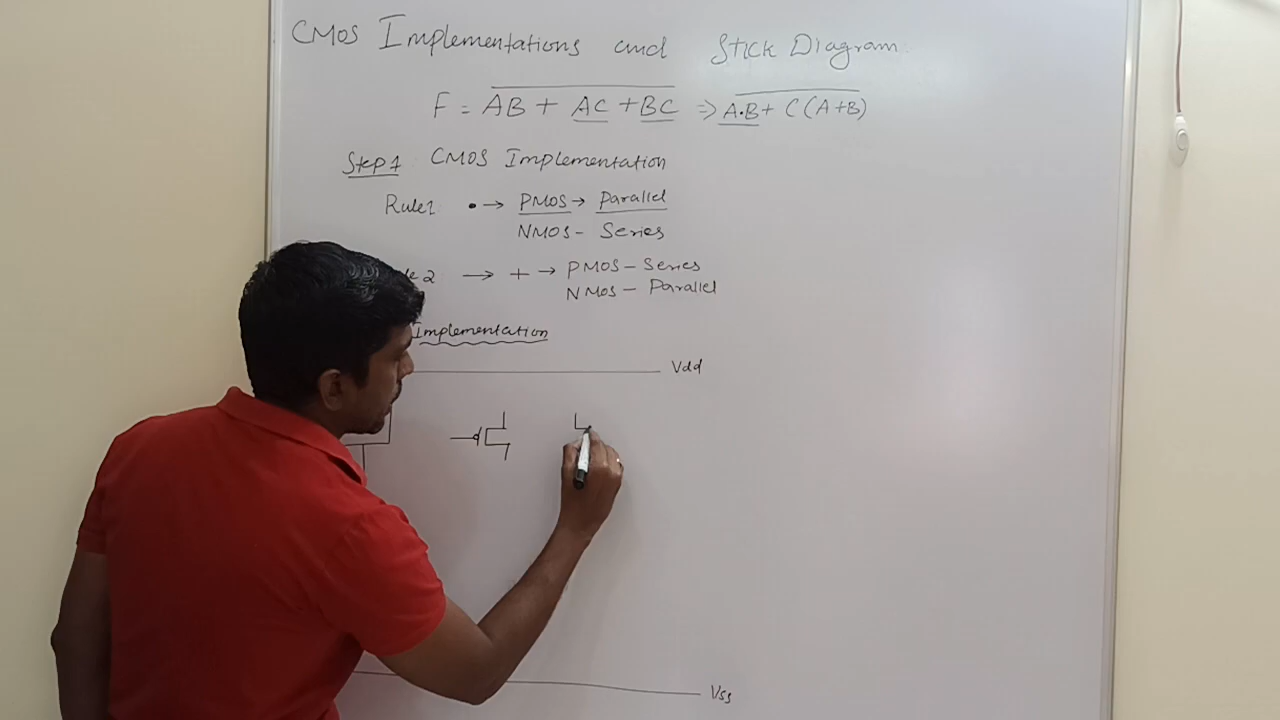 CMOS Implementations and Stick Diagram
F = AB + AC + BC ⇒ A·B + C (A+B)
Step 1 CMOS Implementation
Rule1 • → PMOS → Parallel
NMOS - Series
2 → + → PMOS - Series
NMOS - Parallel
Implementation
Vdd
Vss